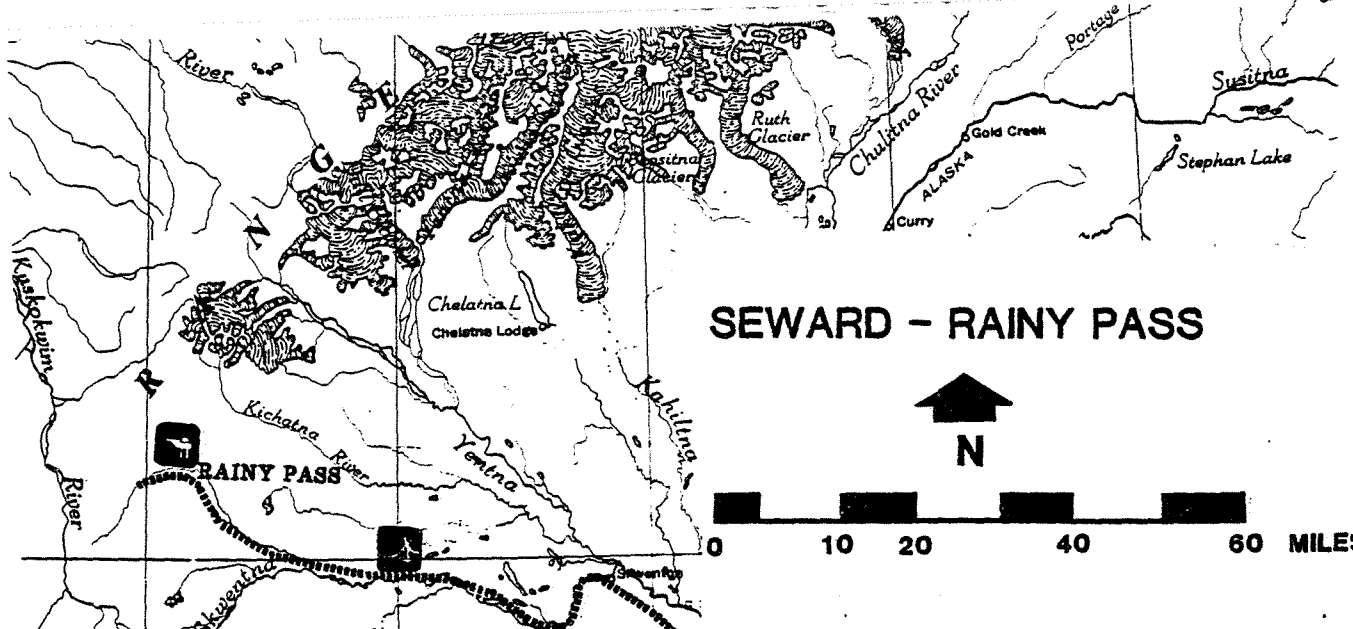 River
Portage
Susitna
Chulitna River
Ruth
Glacier
Gold Creek
Glacier
Stephan Lake
ALASKA
Curry
E
G
N
R
Kuskokwim
River
Chelatna L
Chelatna Lodge
SEWARD – RAINY PASS
N
Kahiltna
Kichatna
River
Yentna
RAINY PASS
0 10 20 40 60 MILES